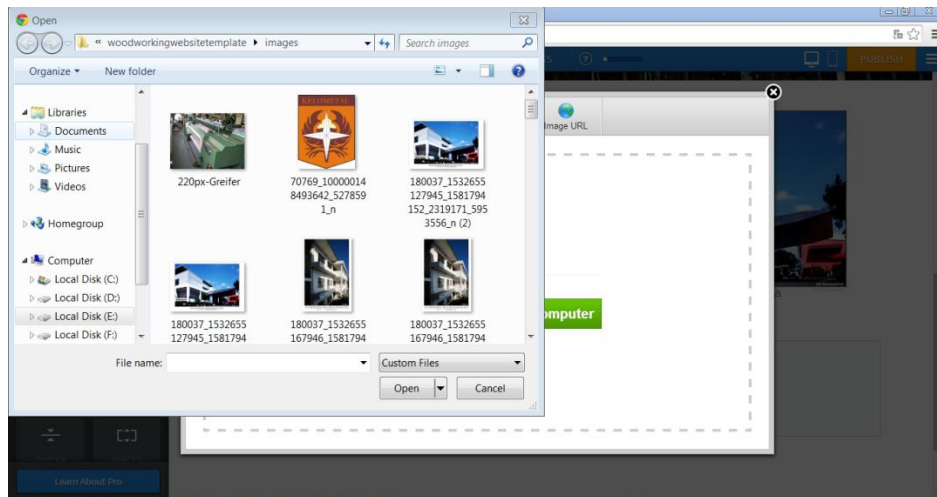 Open
« woodworkingwebsitetemplate ▸ images
Search images
Organize
New folder
Libraries
Documents
Music
Pictures
Videos
Homegroup
Computer
Local Disk (C:)
Local Disk (D:)
Local Disk (E:)
Local Disk (F:)
KELOMETAL
220px-Greifer
70769_10000014
8493642_527859
1_n
180037_1532655
127945_1581794
152_2319171_595
3556_n (2)
180037_1532655
127945_1581794
180037_1532655
167946_1581794
180037_1532655
167946_1581794
File name:
Custom Files
Open
Cancel
PUBLISH
Image URL
omputer
Learn About Pro